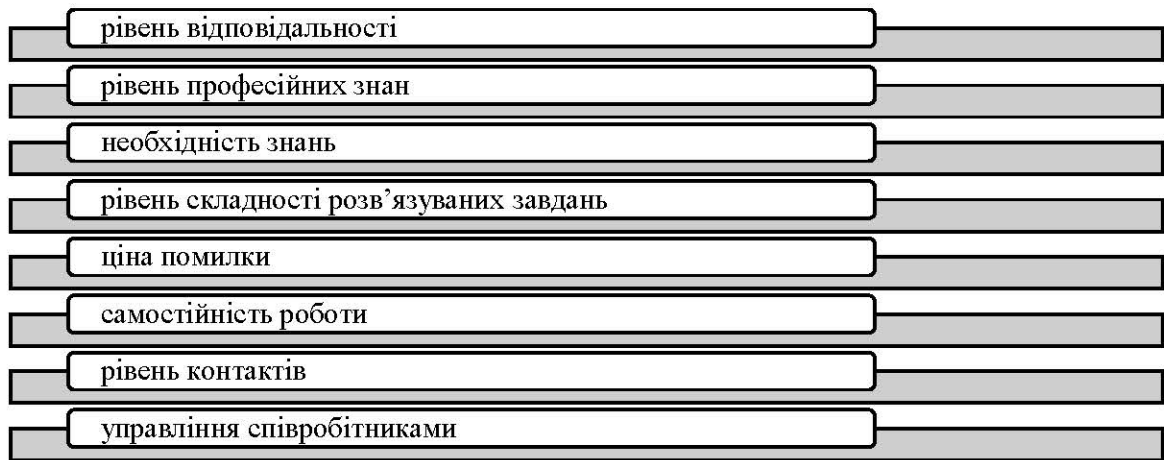 рівень відповідальності
рівень професійних знан
необхідність знань
рівень складності розв’язуваних завдань
ціна помилки
самостійність роботи
рівень контактів
управління співробітниками